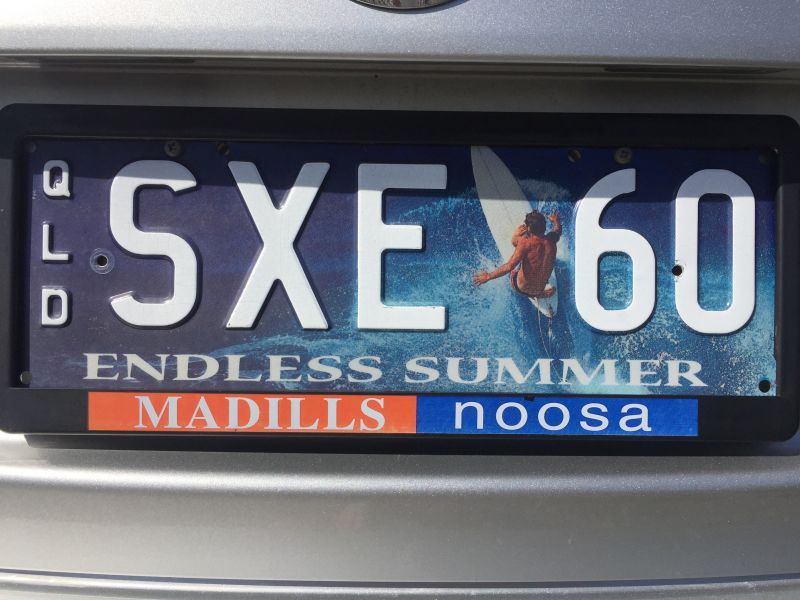 QLD
SXE 60
ENDLESS SUMMER
MADILLS noosa